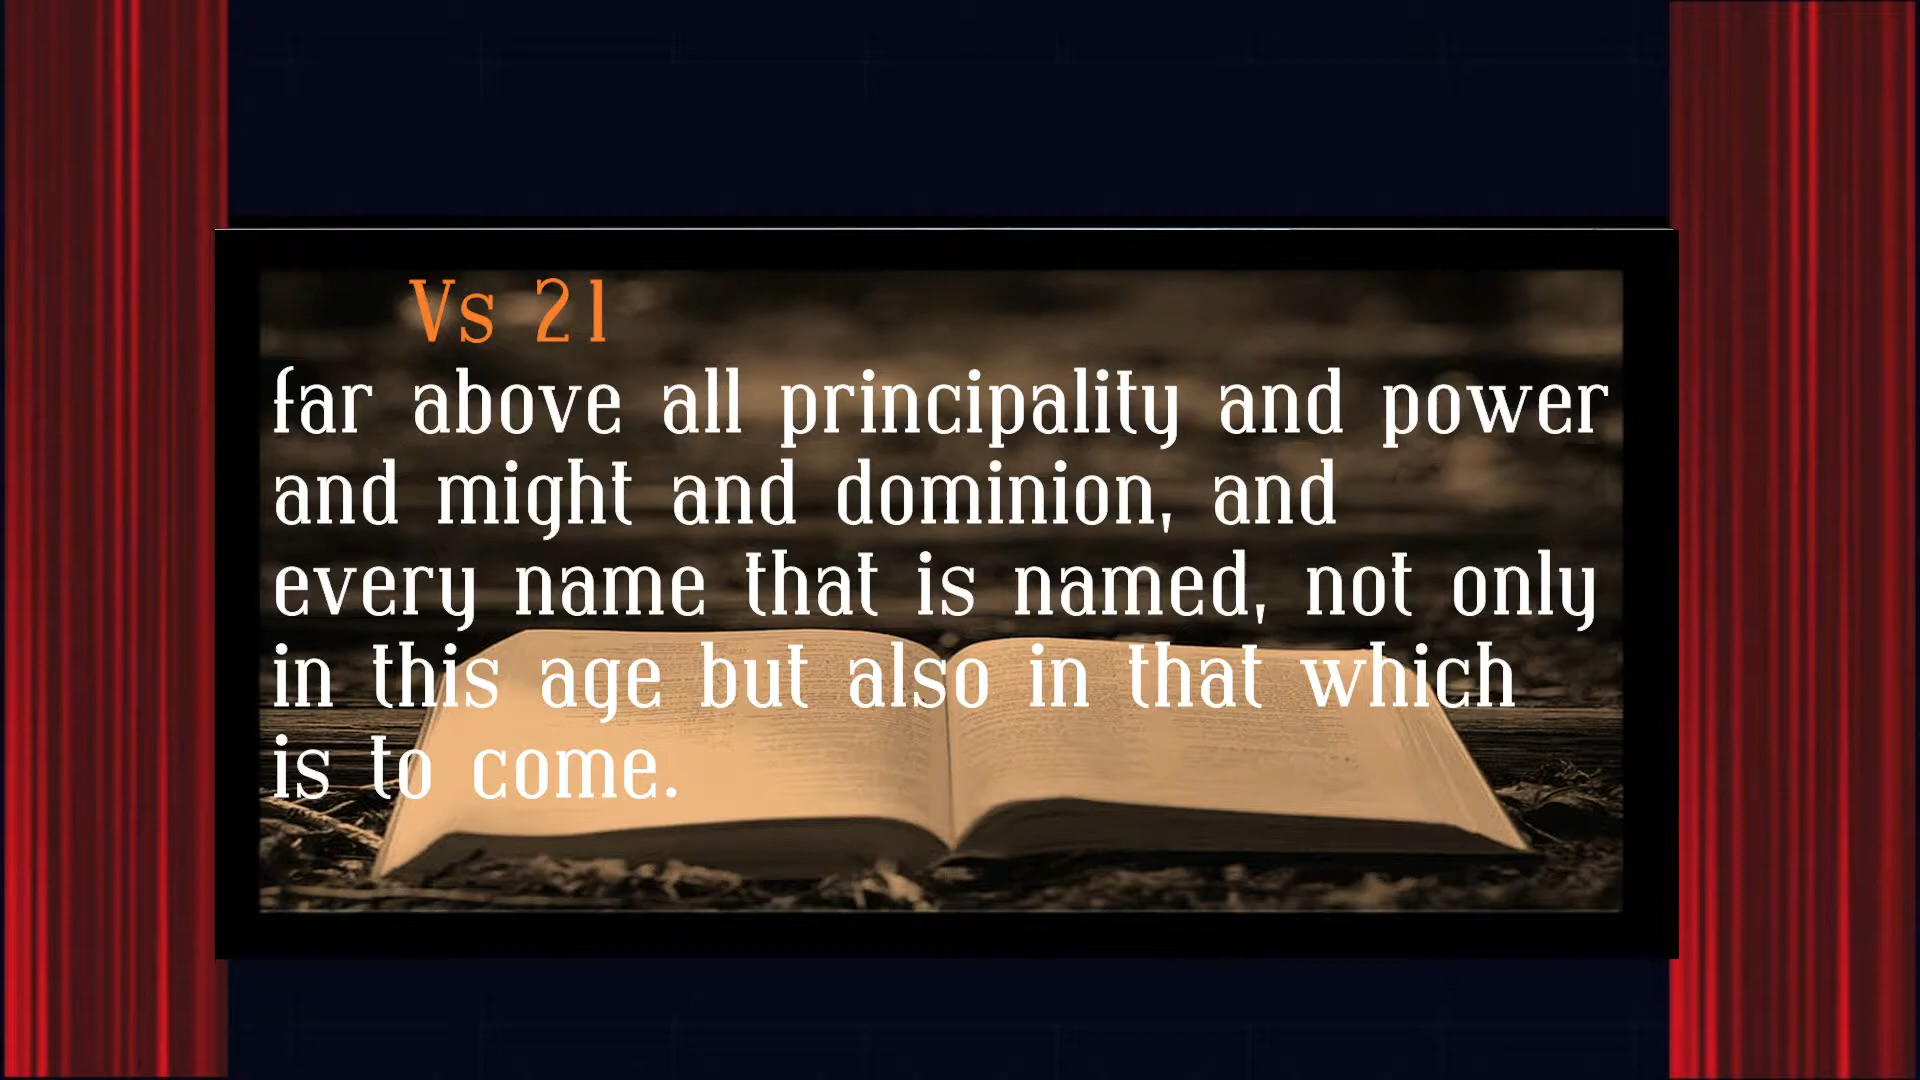 Vs 21
far above all principality and power
and might and dominion, and
every name that is named, not only
in this age but also in that which
is to come.